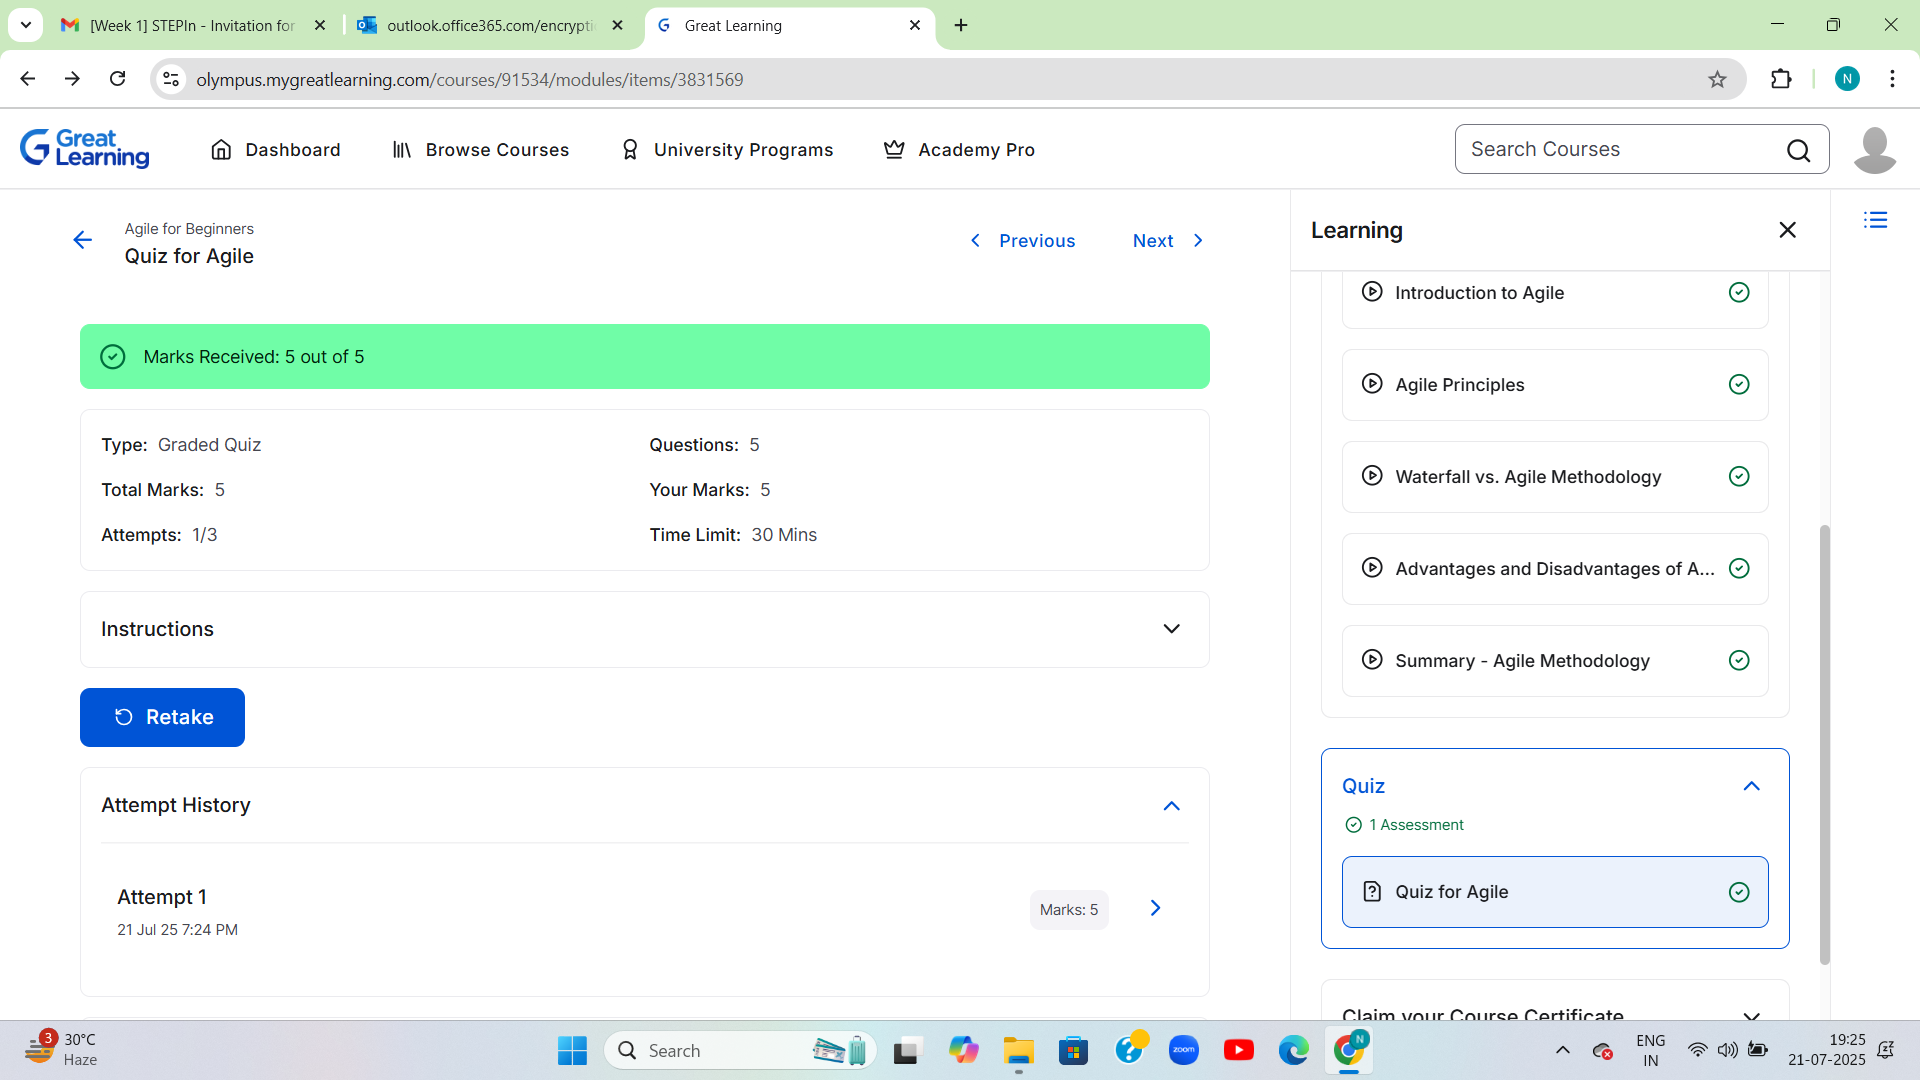 [Week 1] STEPIn - Invitation for
outlook.office365.com/encrypti
Great Learning
olympus.mygreatlearning.com/courses/91534/modules/items/3831569
N
Great
Learning
Dashboard
Browse Courses
University Programs
Academy Pro
Search Courses
Agile for Beginners
Quiz for Agile
Previous
Next
Marks Received: 5 out of 5
Type: Graded Quiz
Questions: 5
Total Marks: 5
Your Marks: 5
Attempts: 1/3
Time Limit: 30 Mins
Instructions
Retake
Attempt History
Attempt 1
21 Jul 25 7:24 PM
Marks: 5
Learning
Introduction to Agile
Agile Principles
Waterfall vs. Agile Methodology
Advantages and Disadvantages of A...
Summary - Agile Methodology
Quiz
1 Assessment
Quiz for Agile
Claim your Course Certificate
3
30°C
Haze
Search
zoom
N
ENG
IN
19:25
21-07-2025